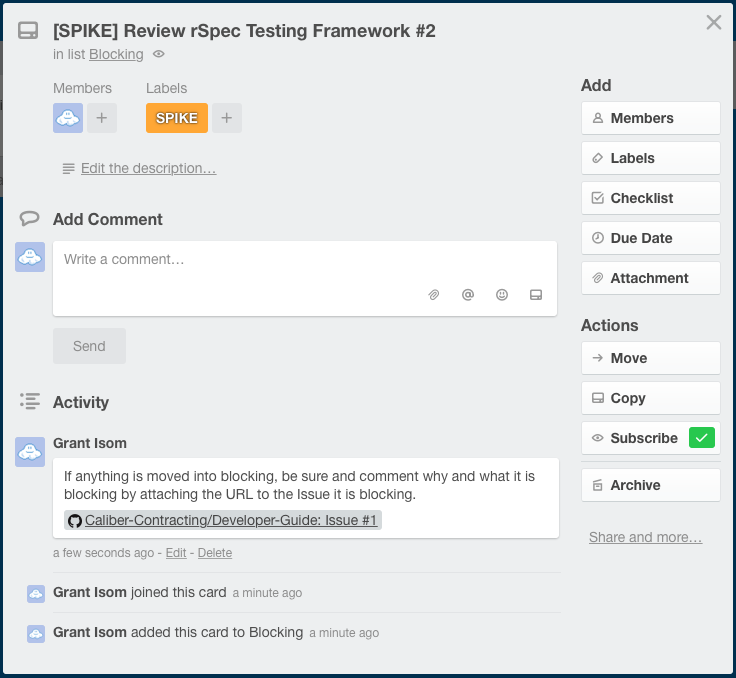 [SPIKE] Review rSpec Testing Framework #2
in list Blocking
Members
Labels
+
SPIKE
+
Edit the description…
Add Comment
Write a comment…
@
Send
Activity
Grant Isom
If anything is moved into blocking, be sure and comment why and what it is
blocking by attaching the URL to the Issue it is blocking.
Caliber-Contracting/Developer-Guide: Issue #1
a few seconds ago - Edit - Delete
Grant Isom joined this card a minute ago
Grant Isom added this card to Blocking a minute ago
Add
Members
Labels
Checklist
Due Date
Attachment
Actions
Move
Copy
Subscribe
Archive
Share and more…